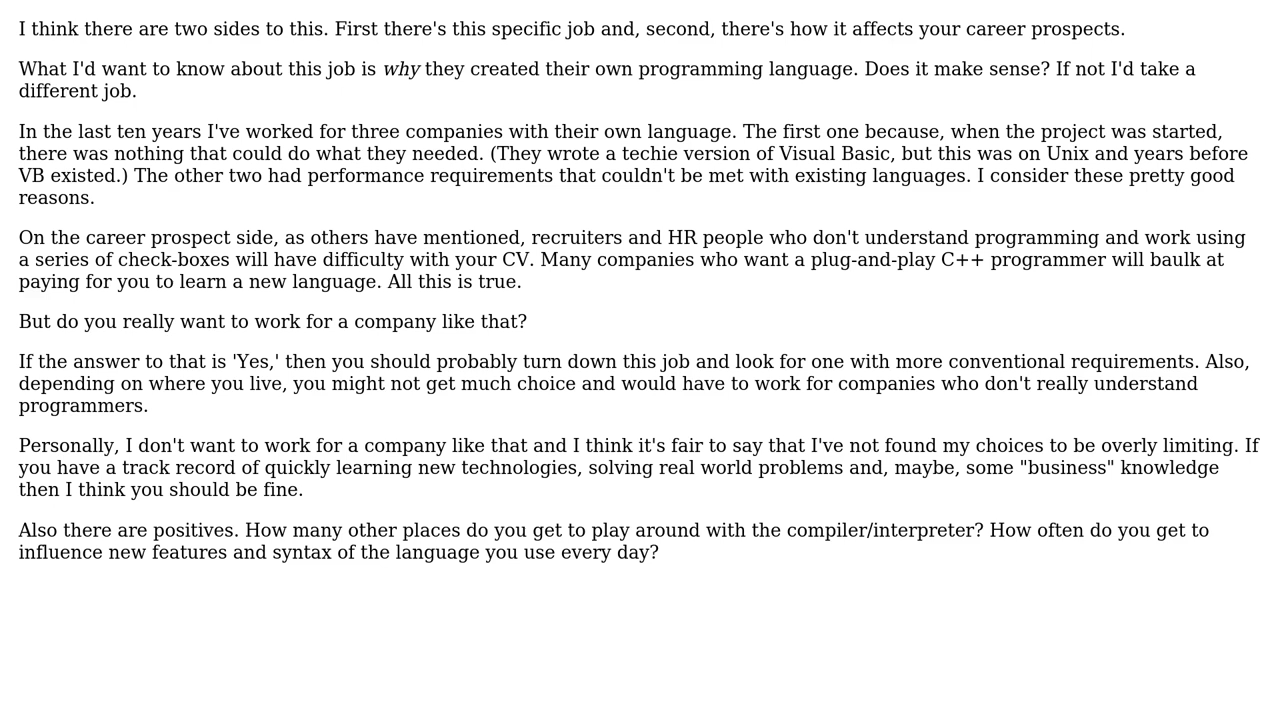 I think there are two sides to this. First there's this specific job and, second, there's how it affects your career prospects.
What I'd want to know about this job is why they created their own programming language. Does it make sense? If not I'd take a
different job.
In the last ten years I've worked for three companies with their own language. The first one because, when the project was started,
there was nothing that could do what they needed. (They wrote a techie version of Visual Basic, but this was on Unix and years before
VB existed.) The other two had performance requirements that couldn't be met with existing languages. I consider these pretty good
reasons.
On the career prospect side, as others have mentioned, recruiters and HR people who don't understand programming and work using
a series of check-boxes will have difficulty with your CV. Many companies who want a plug-and-play C++ programmer will baulk at
paying for you to learn a new language. All this is true.
But do you really want to work for a company like that?
If the answer to that is 'Yes,' then you should probably turn down this job and look for one with more conventional requirements. Also,
depending on where you live, you might not get much choice and would have to work for companies who don't really understand
programmers.
Personally, I don't want to work for a company like that and I think it's fair to say that I've not found my choices to be overly limiting. If
you have a track record of quickly learning new technologies, solving real world problems and, maybe, some "business" knowledge
then I think you should be fine.
Also there are positives. How many other places do you get to play around with the compiler/interpreter? How often do you get to
influence new features and syntax of the language you use every day?